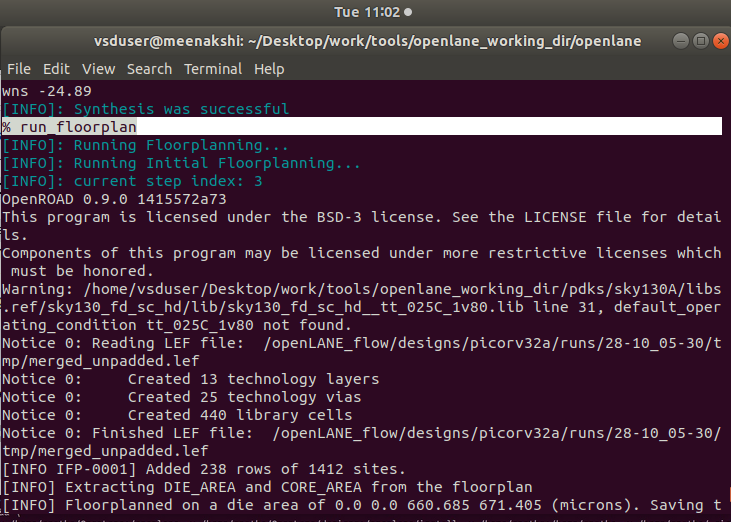 Tue 11:02
vsduser@meenakshi: ~/Desktop/work/tools/openlane_working_dir/openlane
File Edit View Search Terminal Help
wns -24.89
[INFO]: Synthesis was successful
% run_floorplan
[INFO]: Running Floorplanning...
[INFO]: Running Initial Floorplanning...
[INFO]: current step index: 3
OpenROAD 0.9.0 1415572a73
This program is licensed under the BSD-3 license. See the LICENSE file for detai
ls.
Components of this program may be licensed under more restrictive licenses which
 must be honored.
Warning: /home/vsduser/Desktop/work/tools/openlane_working_dir/pdks/sky130A/libs
.ref/sky130_fd_sc_hd/lib/sky130_fd_sc_hd__tt_025C_1v80.lib line 31, default_oper
ating_condition tt_025C_1v80 not found.
Notice 0: Reading LEF file:  /openLANE_flow/designs/picorv32a/runs/28-10_05-30/t
mp/merged_unpadded.lef
Notice 0:     Created 13 technology layers
Notice 0:     Created 25 technology vias
Notice 0:     Created 440 library cells
Notice 0: Finished LEF file:  /openLANE_flow/designs/picorv32a/runs/28-10_05-30/
tmp/merged_unpadded.lef
[INFO IFP-0001] Added 238 rows of 1412 sites.
[INFO] Extracting DIE_AREA and CORE_AREA from the floorplan
[INFO] Floorplanned on a die area of 0.0 0.0 660.685 671.405 (microns). Saving t